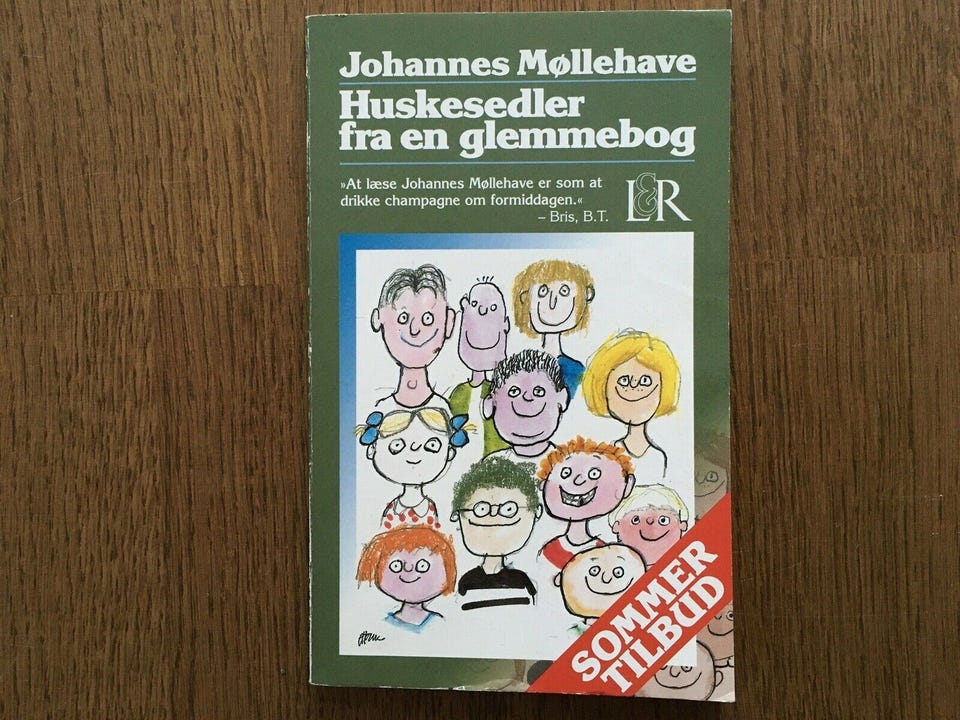 Johannes Møllehave
Huskesedler
fra en glemmebog
»At læse Johannes Møllehave er som at
drikke champagne om formiddagen.«
– Bris, B.T.
L&R
SOMMER
TILBUD